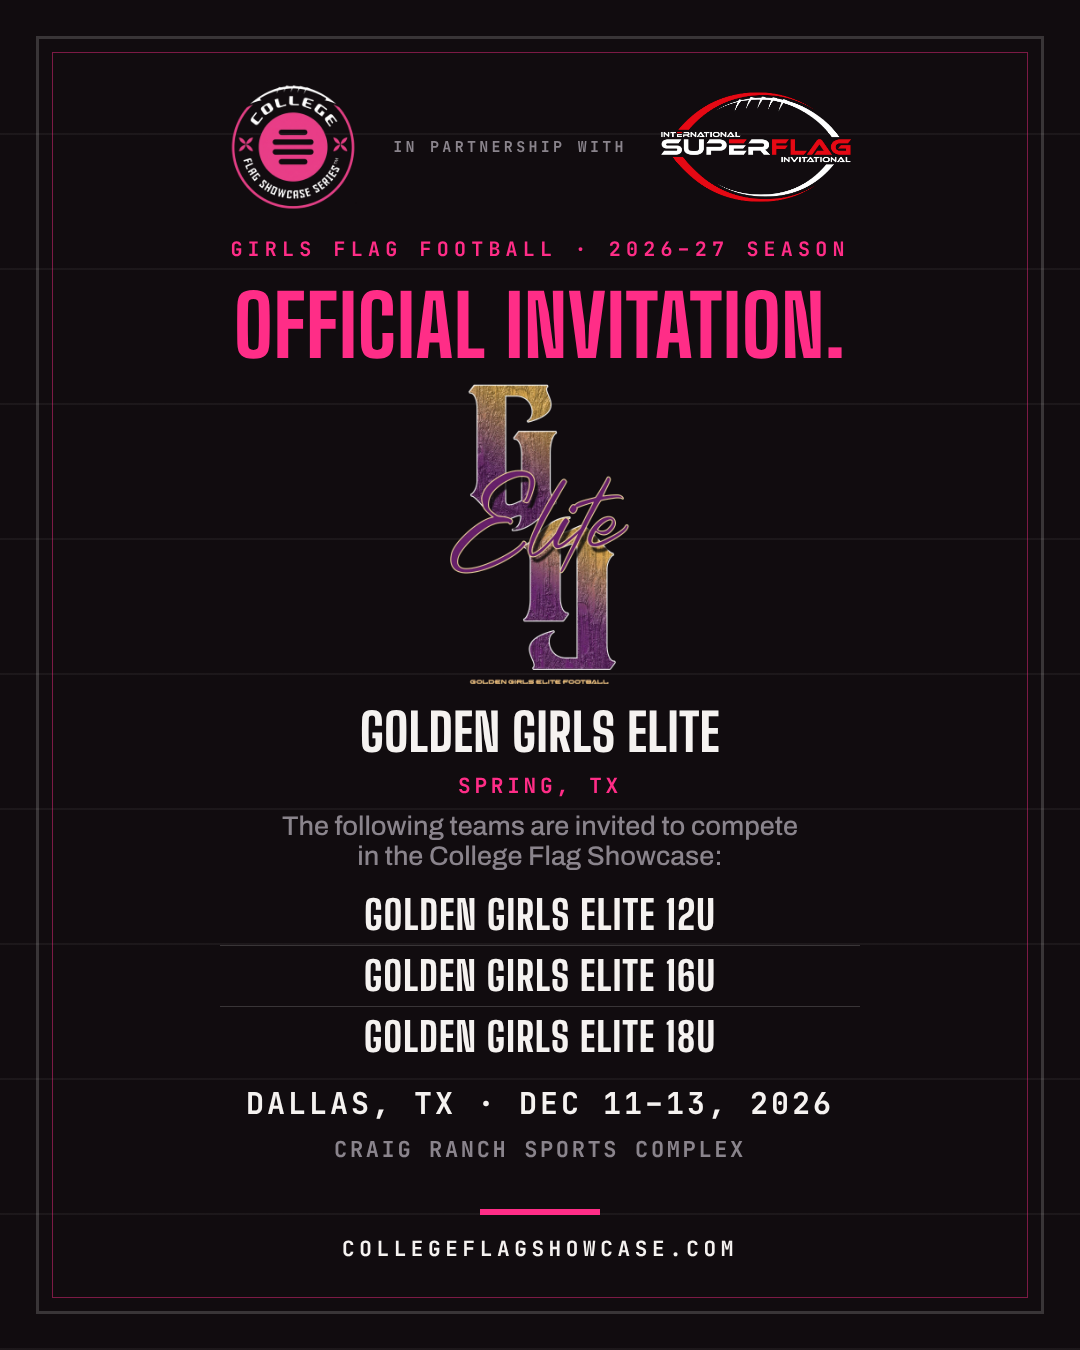 COLLEGE
FLAG SHOWCASE SERIES™
IN PARTNERSHIP WITH
INTERNATIONAL
SUPERFLAG
INVITATIONAL
GIRLS FLAG FOOTBALL · 2026–27 SEASON
OFFICIAL INVITATION.
GG
Elite
GOLDEN GIRLS ELITE FOOTBALL
GOLDEN GIRLS ELITE
SPRING, TX
The following teams are invited to compete
in the College Flag Showcase:
GOLDEN GIRLS ELITE 12U
GOLDEN GIRLS ELITE 16U
GOLDEN GIRLS ELITE 18U
DALLAS, TX · DEC 11–13, 2026
CRAIG RANCH SPORTS COMPLEX
COLLEGEFLAGSHOWCASE.COM